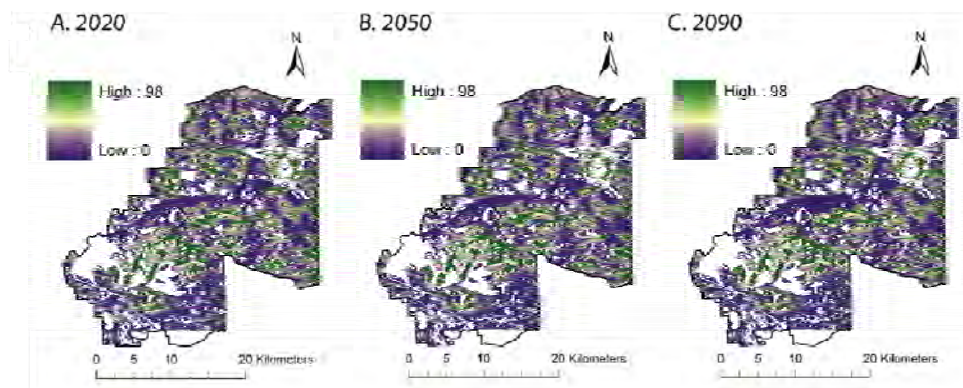 A. 2020
N
High : 98
Low : 0
0 5 10 20 Kilometers
B. 2050
N
High : 98
Low : 0
0 5 10 20 Kilometers
C. 2090
N
High : 98
Low : 0
0 5 10 20 Kilometers